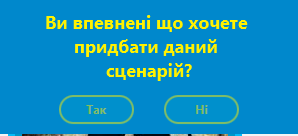 Ви впевнені що хочете
придбати даний
сценарій?
Так
Ні